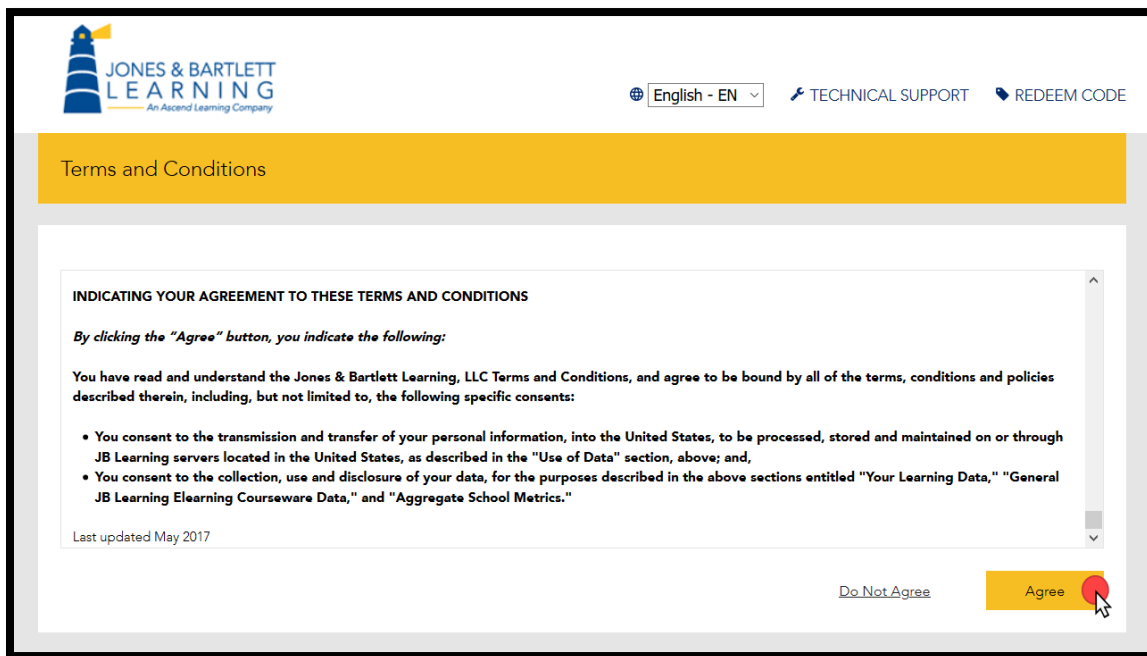 JONES & BARTLETT
LEARNING
An Ascend Learning Company
English - EN
TECHNICAL SUPPORT
REDEEM CODE
Terms and Conditions
INDICATING YOUR AGREEMENT TO THESE TERMS AND CONDITIONS
By clicking the “Agree” button, you indicate the following:
You have read and understand the Jones & Bartlett Learning, LLC Terms and Conditions, and agree to be bound by all of the terms, conditions and policies
described therein, including, but not limited to, the following specific consents:
• You consent to the transmission and transfer of your personal information, into the United States, to be processed, stored and maintained on or through
JB Learning servers located in the United States, as described in the "Use of Data" section, above; and,
• You consent to the collection, use and disclosure of your data, for the purposes described in the above sections entitled "Your Learning Data," "General
JB Learning Elearning Courseware Data," and "Aggregate School Metrics."
Last updated May 2017
Do Not Agree
Agree